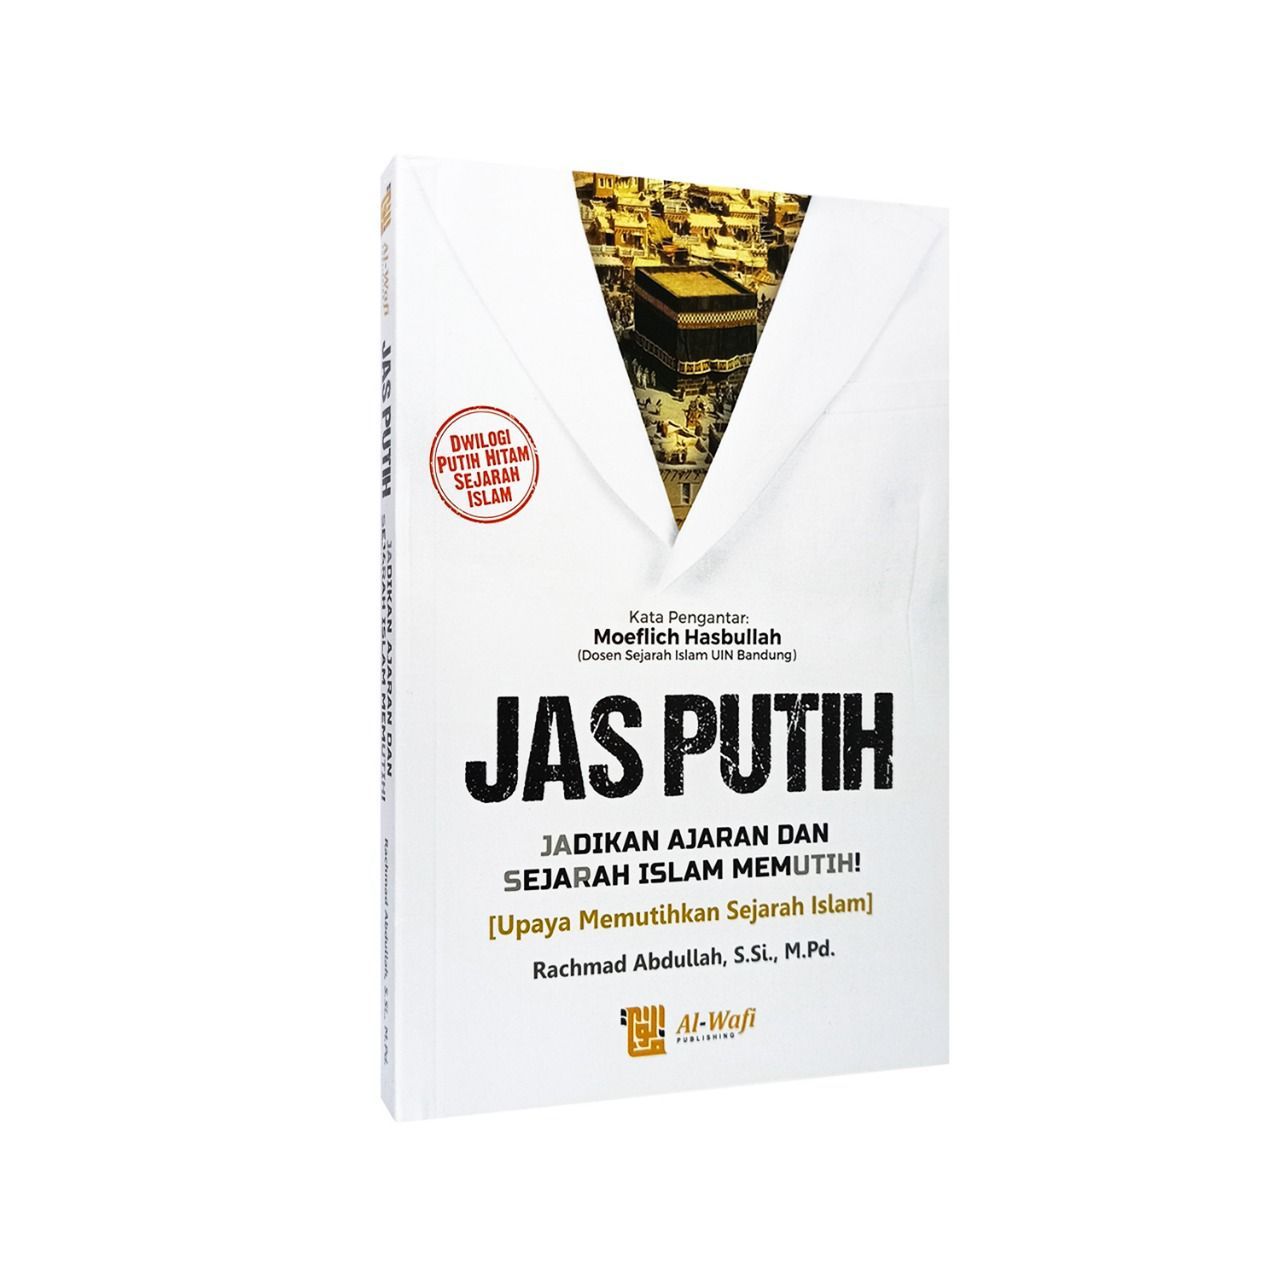 DWILOGI
PUTIH HITAM
SEJARAH
ISLAM
Kata Pengantar:
Moeflich Hasbullah
(Dosen Sejarah Islam UIN Bandung)
JAS PUTIH
JADIKAN AJARAN DAN
SEJARAH ISLAM MEMUTIH!
[Upaya Memutihkan Sejarah Islam]
Rachmad Abdullah, S.Si., M.Pd.
Al-Wafi
PUBLISHING
Al-Wafi
JAS PUTIH
JADIKAN AJARAN DAN
SEJARAH ISLAM MEMUTIH!
Rachmad Abdullah, S.Si., M.Pd.